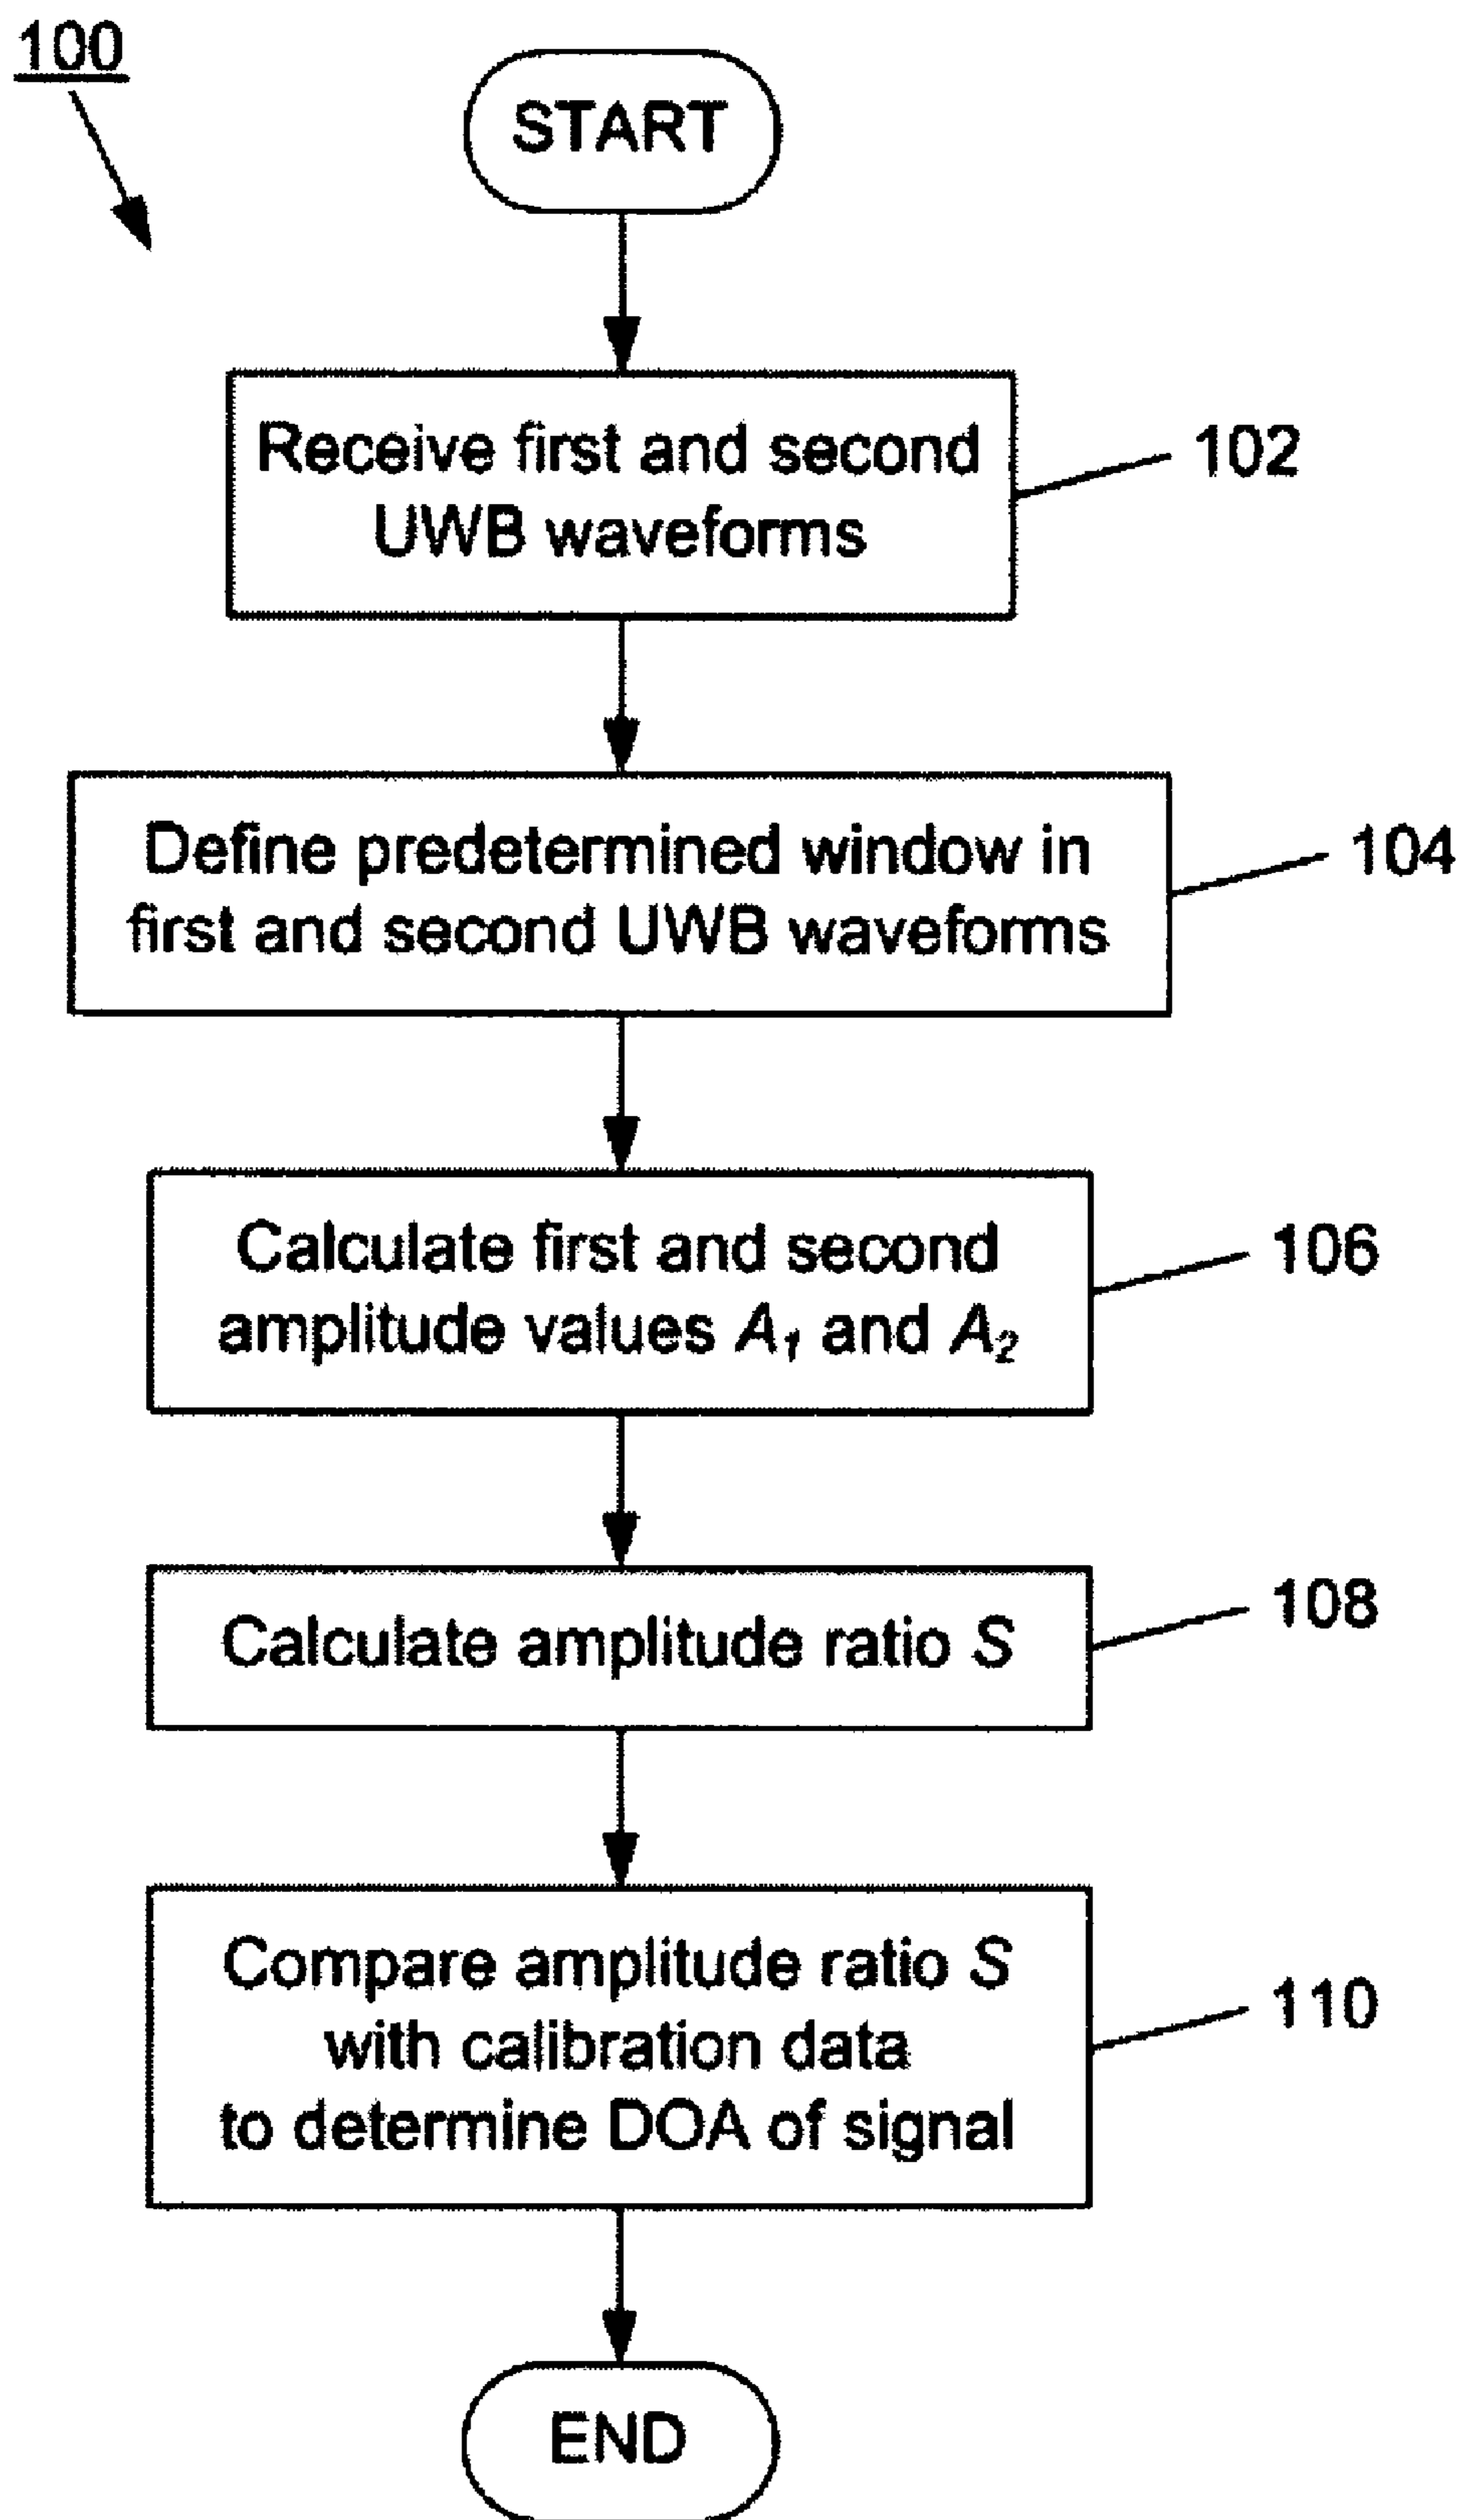 100
START
Receive first and second
UWB waveforms
102
Define predetermined window in
first and second UWB waveforms
104
Calculate first and second
amplitude values A₁ and A₂
106
Calculate amplitude ratio S
108
Compare amplitude ratio S
with calibration data
to determine DOA of signal
110
END